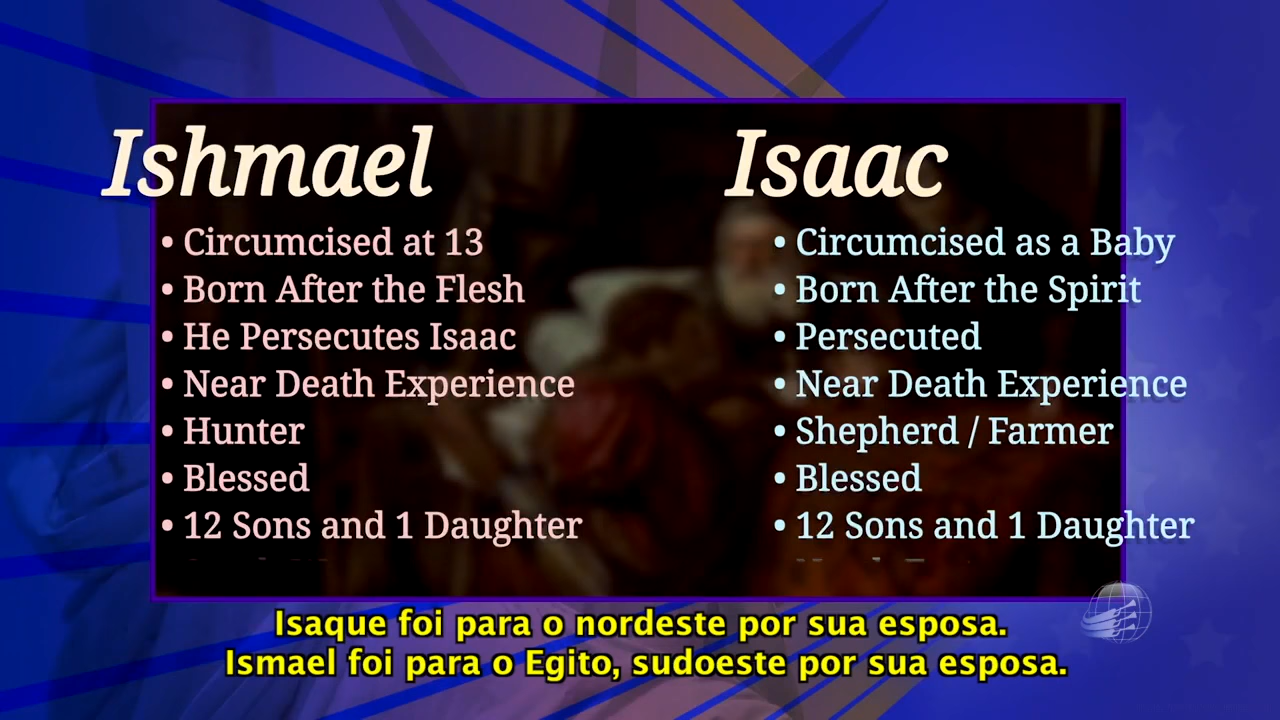 Ishmael
• Circumcised at 13
• Born After the Flesh
• He Persecutes Isaac
• Near Death Experience
• Hunter
• Blessed
• 12 Sons and 1 Daughter
Isaac
• Circumcised as a Baby
• Born After the Spirit
• Persecuted
• Near Death Experience
• Shepherd / Farmer
• Blessed
• 12 Sons and 1 Daughter
Isaque foi para o nordeste por sua esposa.
Ismael foi para o Egito, sudoeste por sua esposa.